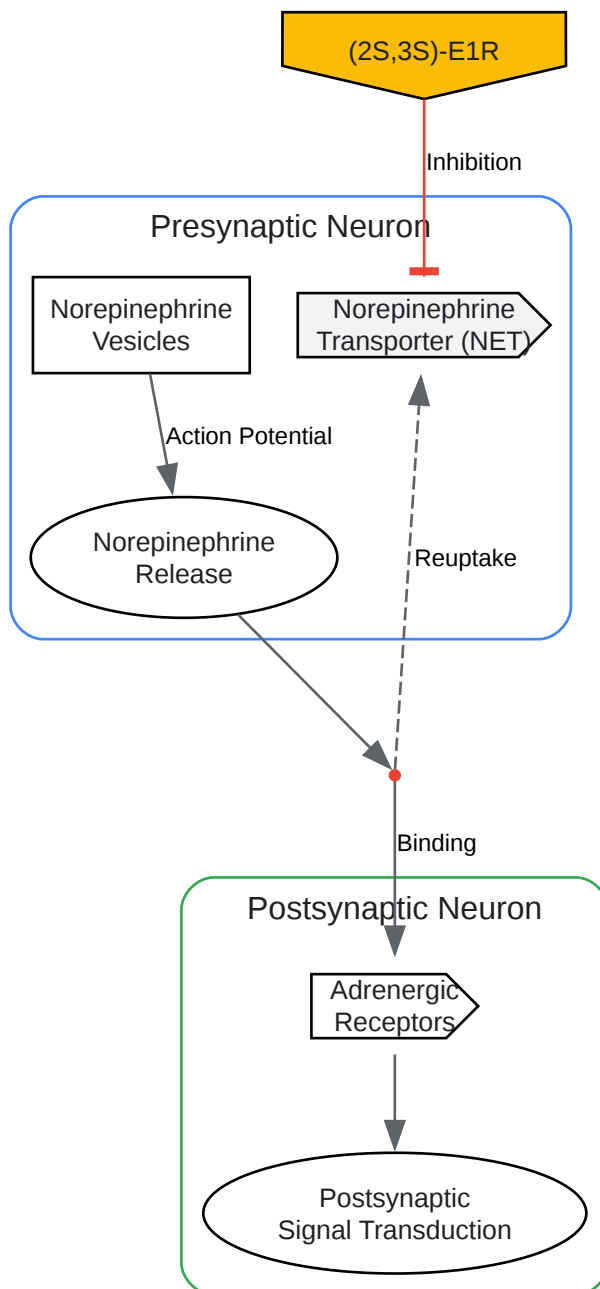 (2S,3S)-E1R
Inhibition
Presynaptic Neuron
Norepinephrine
Vesicles
Norepinephrine
Transporter (NET)
Action Potential
Norepinephrine
Release
Reuptake
Binding
Postsynaptic Neuron
Adrenergic
Receptors
Postsynaptic
Signal Transduction